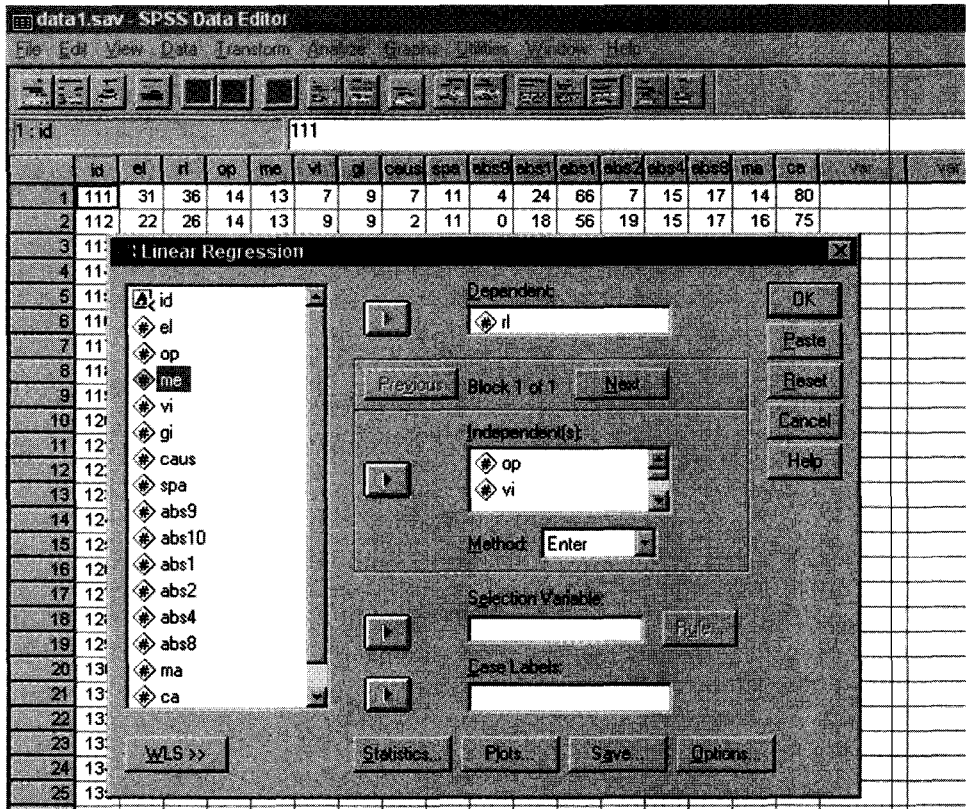 data1.sav - SPSS Data Editor
File Edit View Data Transform Analyze Graphs Utilities Window Help
1 : id 111
id el rl op me vi gi caus spa abs9 abs1 abs1 abs2 abs4 abs8 ma ca var var
1 111 31 36 14 13 7 9 7 11 4 24 66 7 15 17 14 80
2 112 22 26 14 13 9 9 2 11 0 18 56 19 15 17 16 75
3
4
5
6
7
8
9
10
11
12
13
14
15
16
17
18
19
20
21
22
23
24
25
Linear Regression
id
el
op
me
vi
gi
caus
spa
abs9
abs10
abs1
abs2
abs4
abs8
ma
ca
WLS >>
Dependent:
rl
Previous Block 1 of 1 Next
Independent(s):
op
vi
Method: Enter
Selection Variable:
Rule...
Case Labels:
Statistics... Plots... Save... Options...
OK
Paste
Reset
Cancel
Help